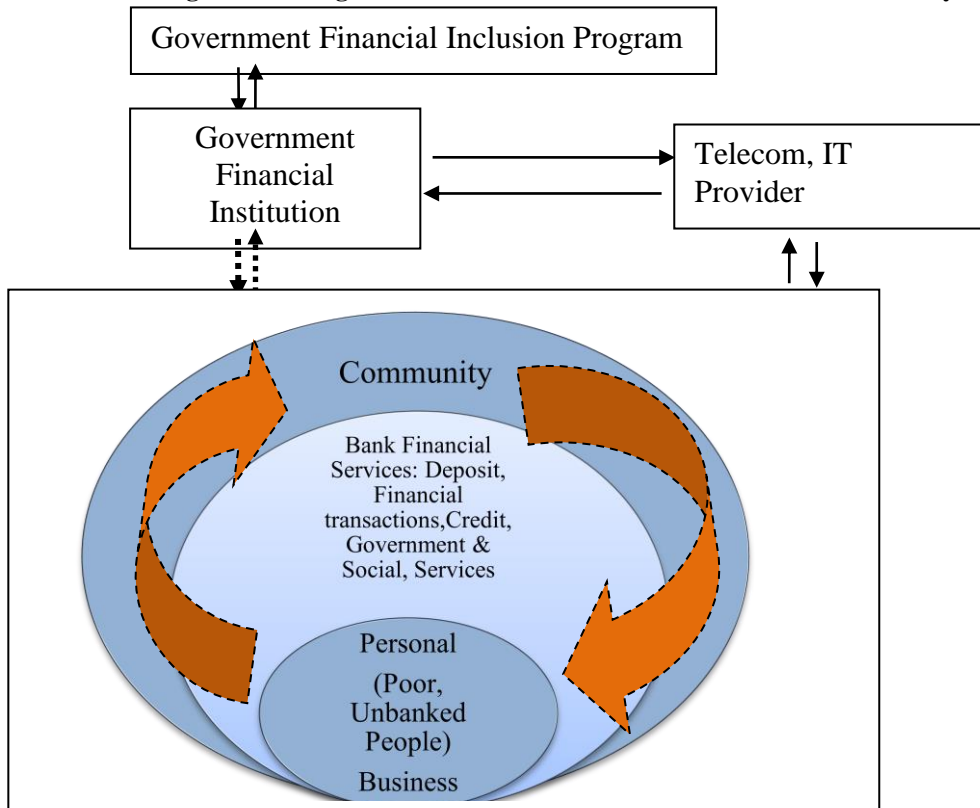 Government Financial Inclusion Program
Government
Financial
Institution
Telecom, IT
Provider
Community
Bank Financial
Services: Deposit,
Financial
transactions,Credit,
Government &
Social, Services
Personal
(Poor,
Unbanked
People)
Business